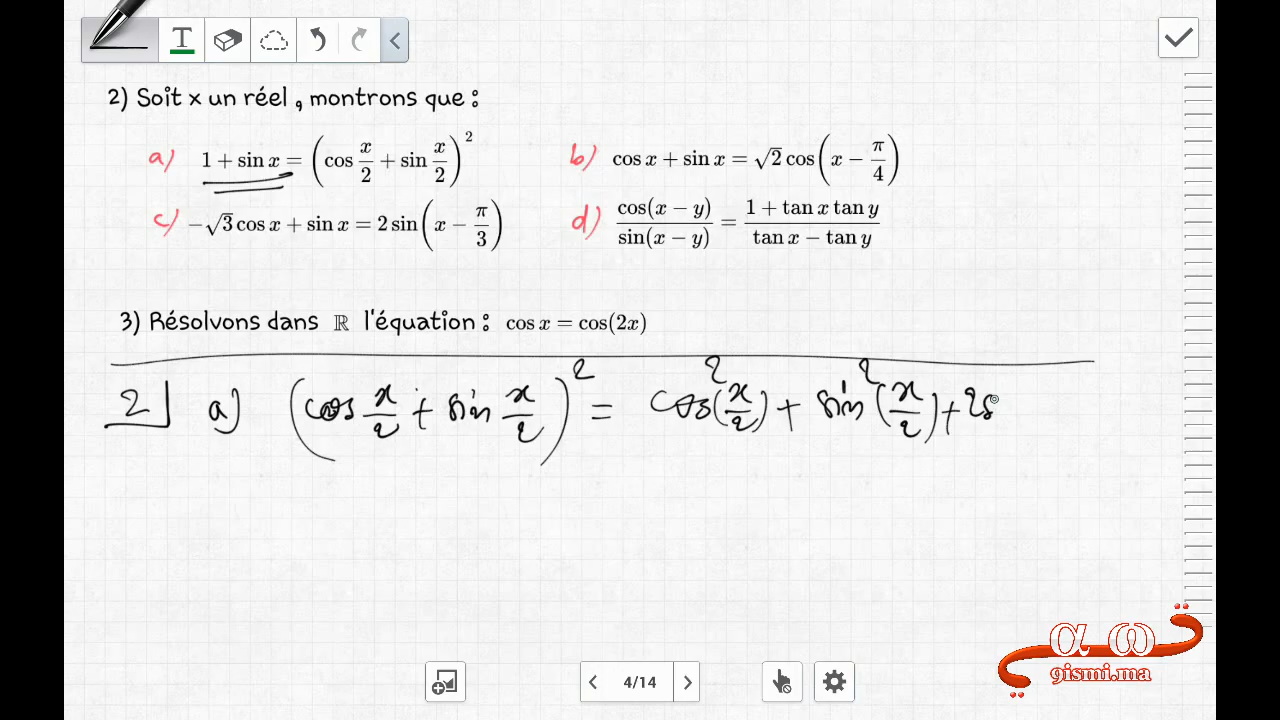 2) Soit x un réel , montrons que :
a) 1 + sin x = (cos x/2 + sin x/2)² b) cos x + sin x = √2 cos(x − π/4)
c) −√3 cos x + sin x = 2 sin(x − π/3) d) cos(x − y)/sin(x − y) = (1 + tan x tan y)/(tan x − tan y)
3) Résolvons dans ℝ l'équation : cos x = cos(2x)
2] a) (cos x/2 + sin x/2)² = cos²(x/2) + sin²(x/2) + 2s
4/14
α ω
gismi.ma
T